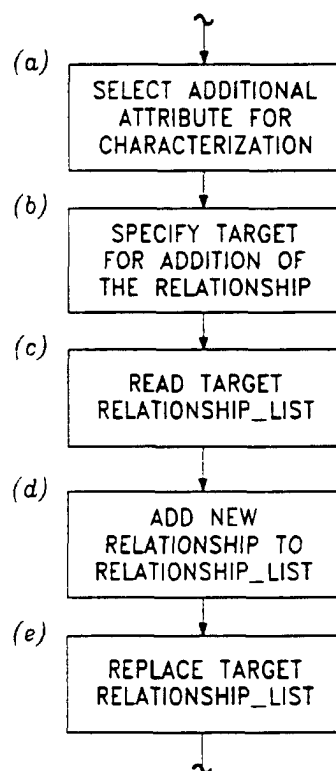 (a)
SELECT ADDITIONAL
ATTRIBUTE FOR
CHARACTERIZATION
(b)
SPECIFY TARGET
FOR ADDITION OF
THE RELATIONSHIP
(c)
READ TARGET
RELATIONSHIP_LIST
(d)
ADD NEW
RELATIONSHIP TO
RELATIONSHIP_LIST
(e)
REPLACE TARGET
RELATIONSHIP_LIST